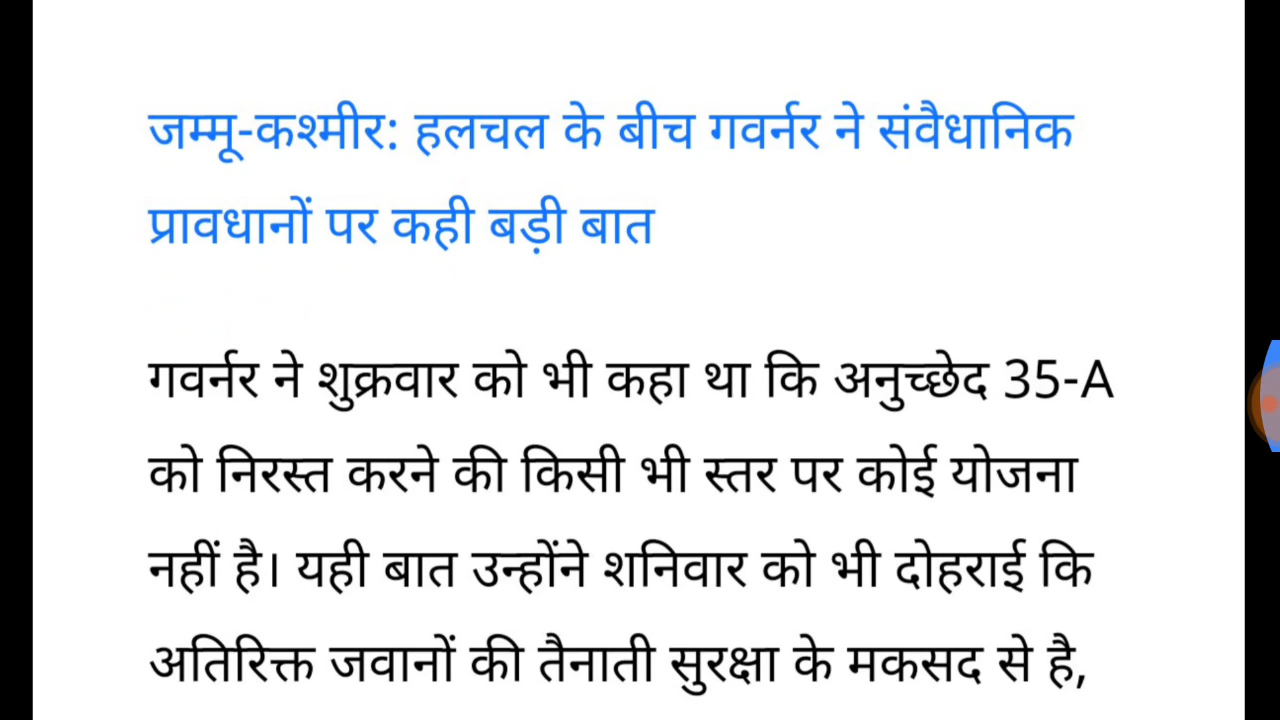 जम्मू-कश्मीर: हलचल के बीच गवर्नर ने संवैधानिक
प्रावधानों पर कही बड़ी बात
गवर्नर ने शुक्रवार को भी कहा था कि अनुच्छेद 35-A
को निरस्त करने की किसी भी स्तर पर कोई योजना
नहीं है। यही बात उन्होंने शनिवार को भी दोहराई कि
अतिरिक्त जवानों की तैनाती सुरक्षा के मकसद से है,